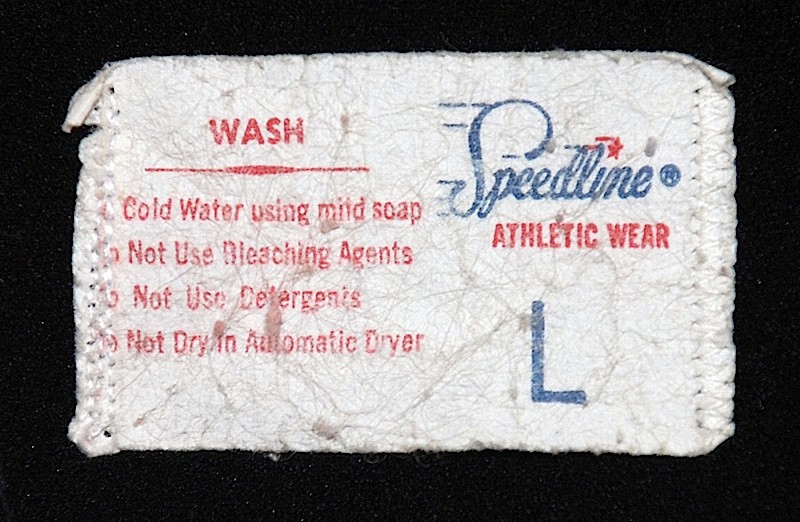 WASH
Cold Water using mild soap
o Not Use Bleaching Agents
o Not Use Detergents
o Not Dry in Automatic Dryer
Speedline®
ATHLETIC WEAR
L